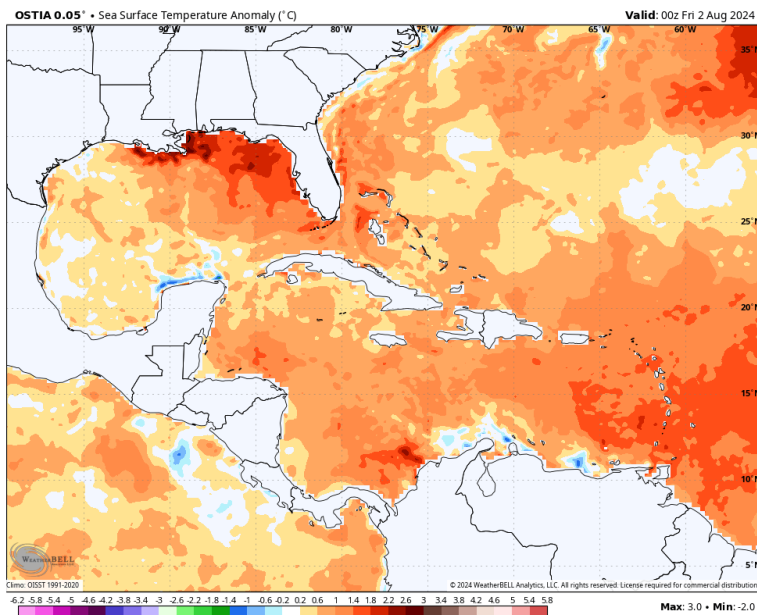 OSTIA 0.05° • Sea Surface Temperature Anomaly (°C) Valid: 00z Fri 2 Aug 2024
95°W 90°W 85°W 80°W 75°W 70°W 65°W 60°W
35°N
30°N
25°N
20°N
15°N
10°N
5°N
WEATHERBELL
Climo: OISST 1991-2020 © 2024 WeatherBELL Analytics, LLC. All rights reserved: License required for commercial distribution
-6.2 -5.8 -5.4 -5 -4.6 -4.2 -3.8 -3.4 -3 -2.6 -2.2 -1.8 -1.4 -1 -0.6 -0.2 0.2 0.6 1 1.4 1.8 2.2 2.6 3 3.4 3.8 4.2 4.6 5 5.4 5.8
Max: 3.0 • Min: -2.0